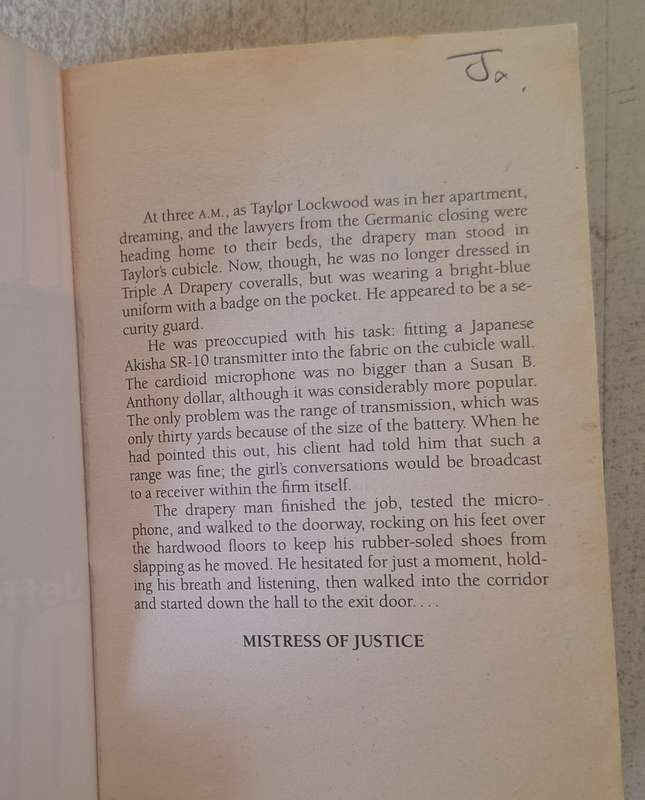 Ja.
At three A.M., as Taylor Lockwood was in her apartment,
dreaming, and the lawyers from the Germanic closing were
heading home to their beds, the drapery man stood in
Taylor's cubicle. Now, though, he was no longer dressed in
Triple A Drapery coveralls, but was wearing a bright-blue
uniform with a badge on the pocket. He appeared to be a se-
curity guard.
He was preoccupied with his task: fitting a Japanese
Akisha SR-10 transmitter into the fabric on the cubicle wall.
The cardioid microphone was no bigger than a Susan B.
Anthony dollar, although it was considerably more popular.
The only problem was the range of transmission, which was
only thirty yards because of the size of the battery. When he
had pointed this out, his client had told him that such a
range was fine; the girl's conversations would be broadcast
to a receiver within the firm itself.
The drapery man finished the job, tested the micro-
phone, and walked to the doorway, rocking on his feet over
the hardwood floors to keep his rubber-soled shoes from
slapping as he moved. He hesitated for just a moment, hold-
ing his breath and listening, then walked into the corridor
and started down the hall to the exit door. . . .
MISTRESS OF JUSTICE